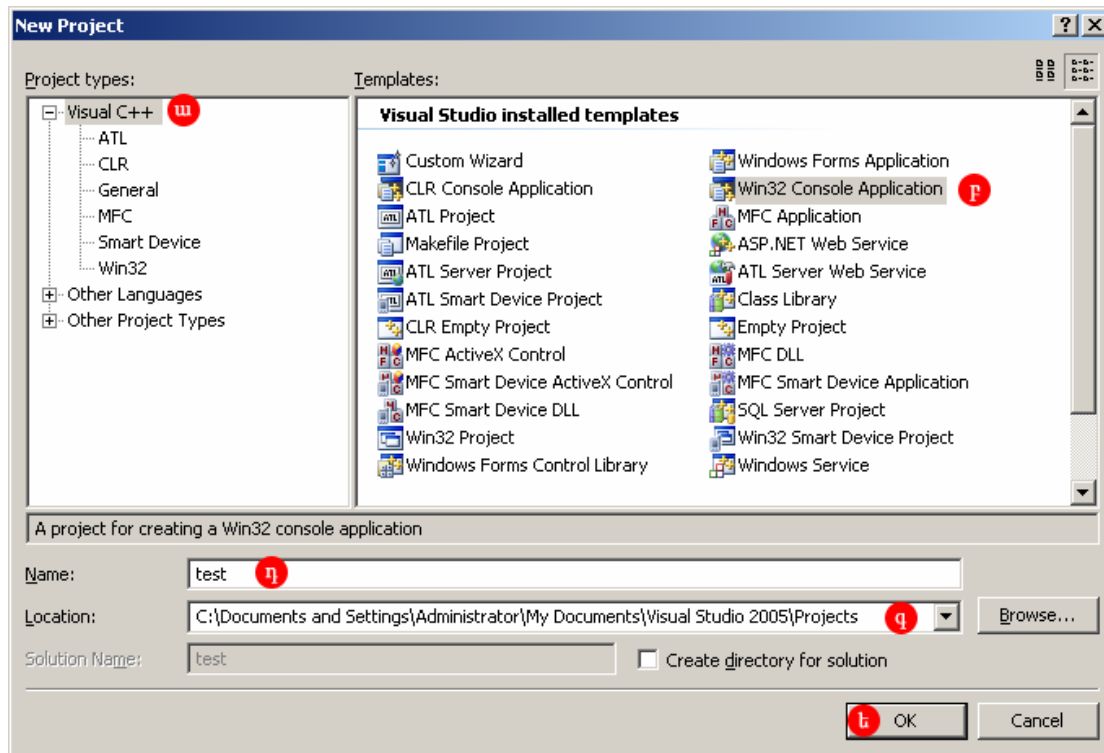 New Project
Project types:
Templates:
Visual C++ ա
ATL
CLR
General
MFC
Smart Device
Win32
Other Languages
Other Project Types
Visual Studio installed templates
Custom Wizard Windows Forms Application
CLR Console Application Win32 Console Application բ
ATL Project MFC Application
Makefile Project ASP.NET Web Service
ATL Server Project ATL Server Web Service
ATL Smart Device Project Class Library
CLR Empty Project Empty Project
MFC ActiveX Control MFC DLL
MFC Smart Device ActiveX Control MFC Smart Device Application
MFC Smart Device DLL SQL Server Project
Win32 Project Win32 Smart Device Project
Windows Forms Control Library Windows Service
A project for creating a Win32 console application
Name: test դ
Location: C:\Documents and Settings\Administrator\My Documents\Visual Studio 2005\Projects գ Browse...
Solution Name: test Create directory for solution
ե OK Cancel